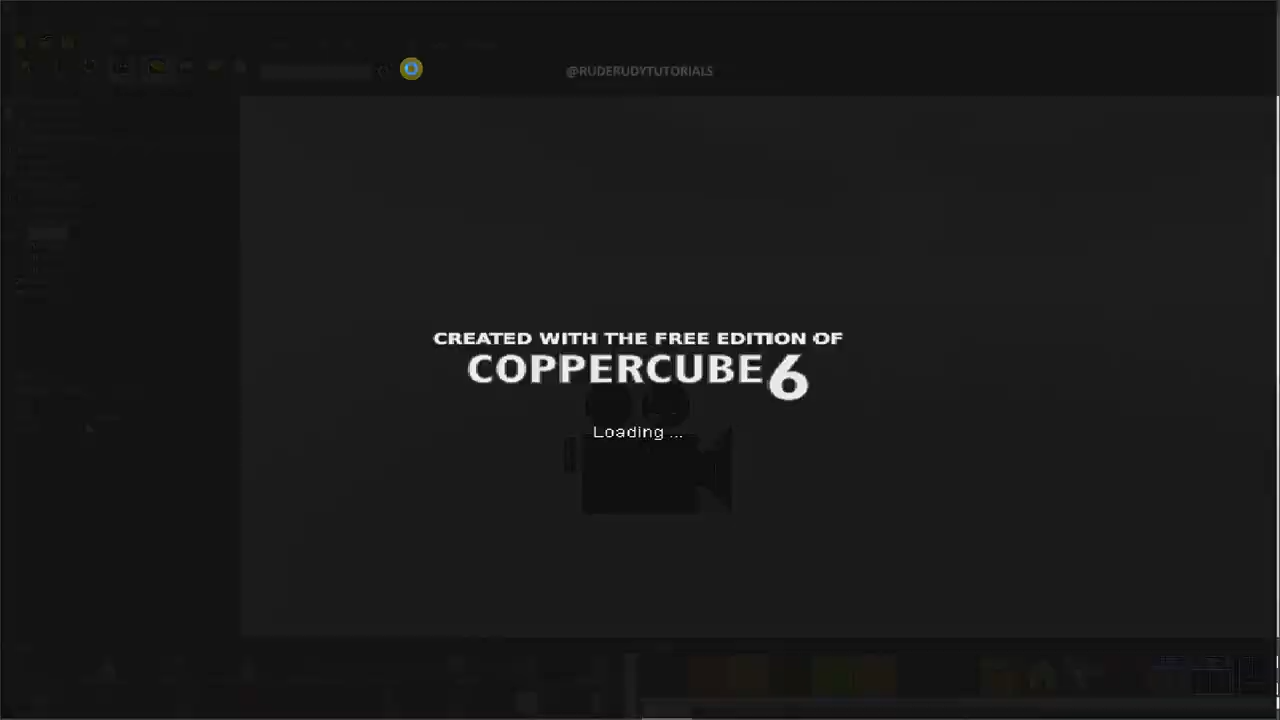 @RUDERUDYTUTORIALS
CREATED WITH THE FREE EDITION OF
COPPERCUBE 6
Loading ...